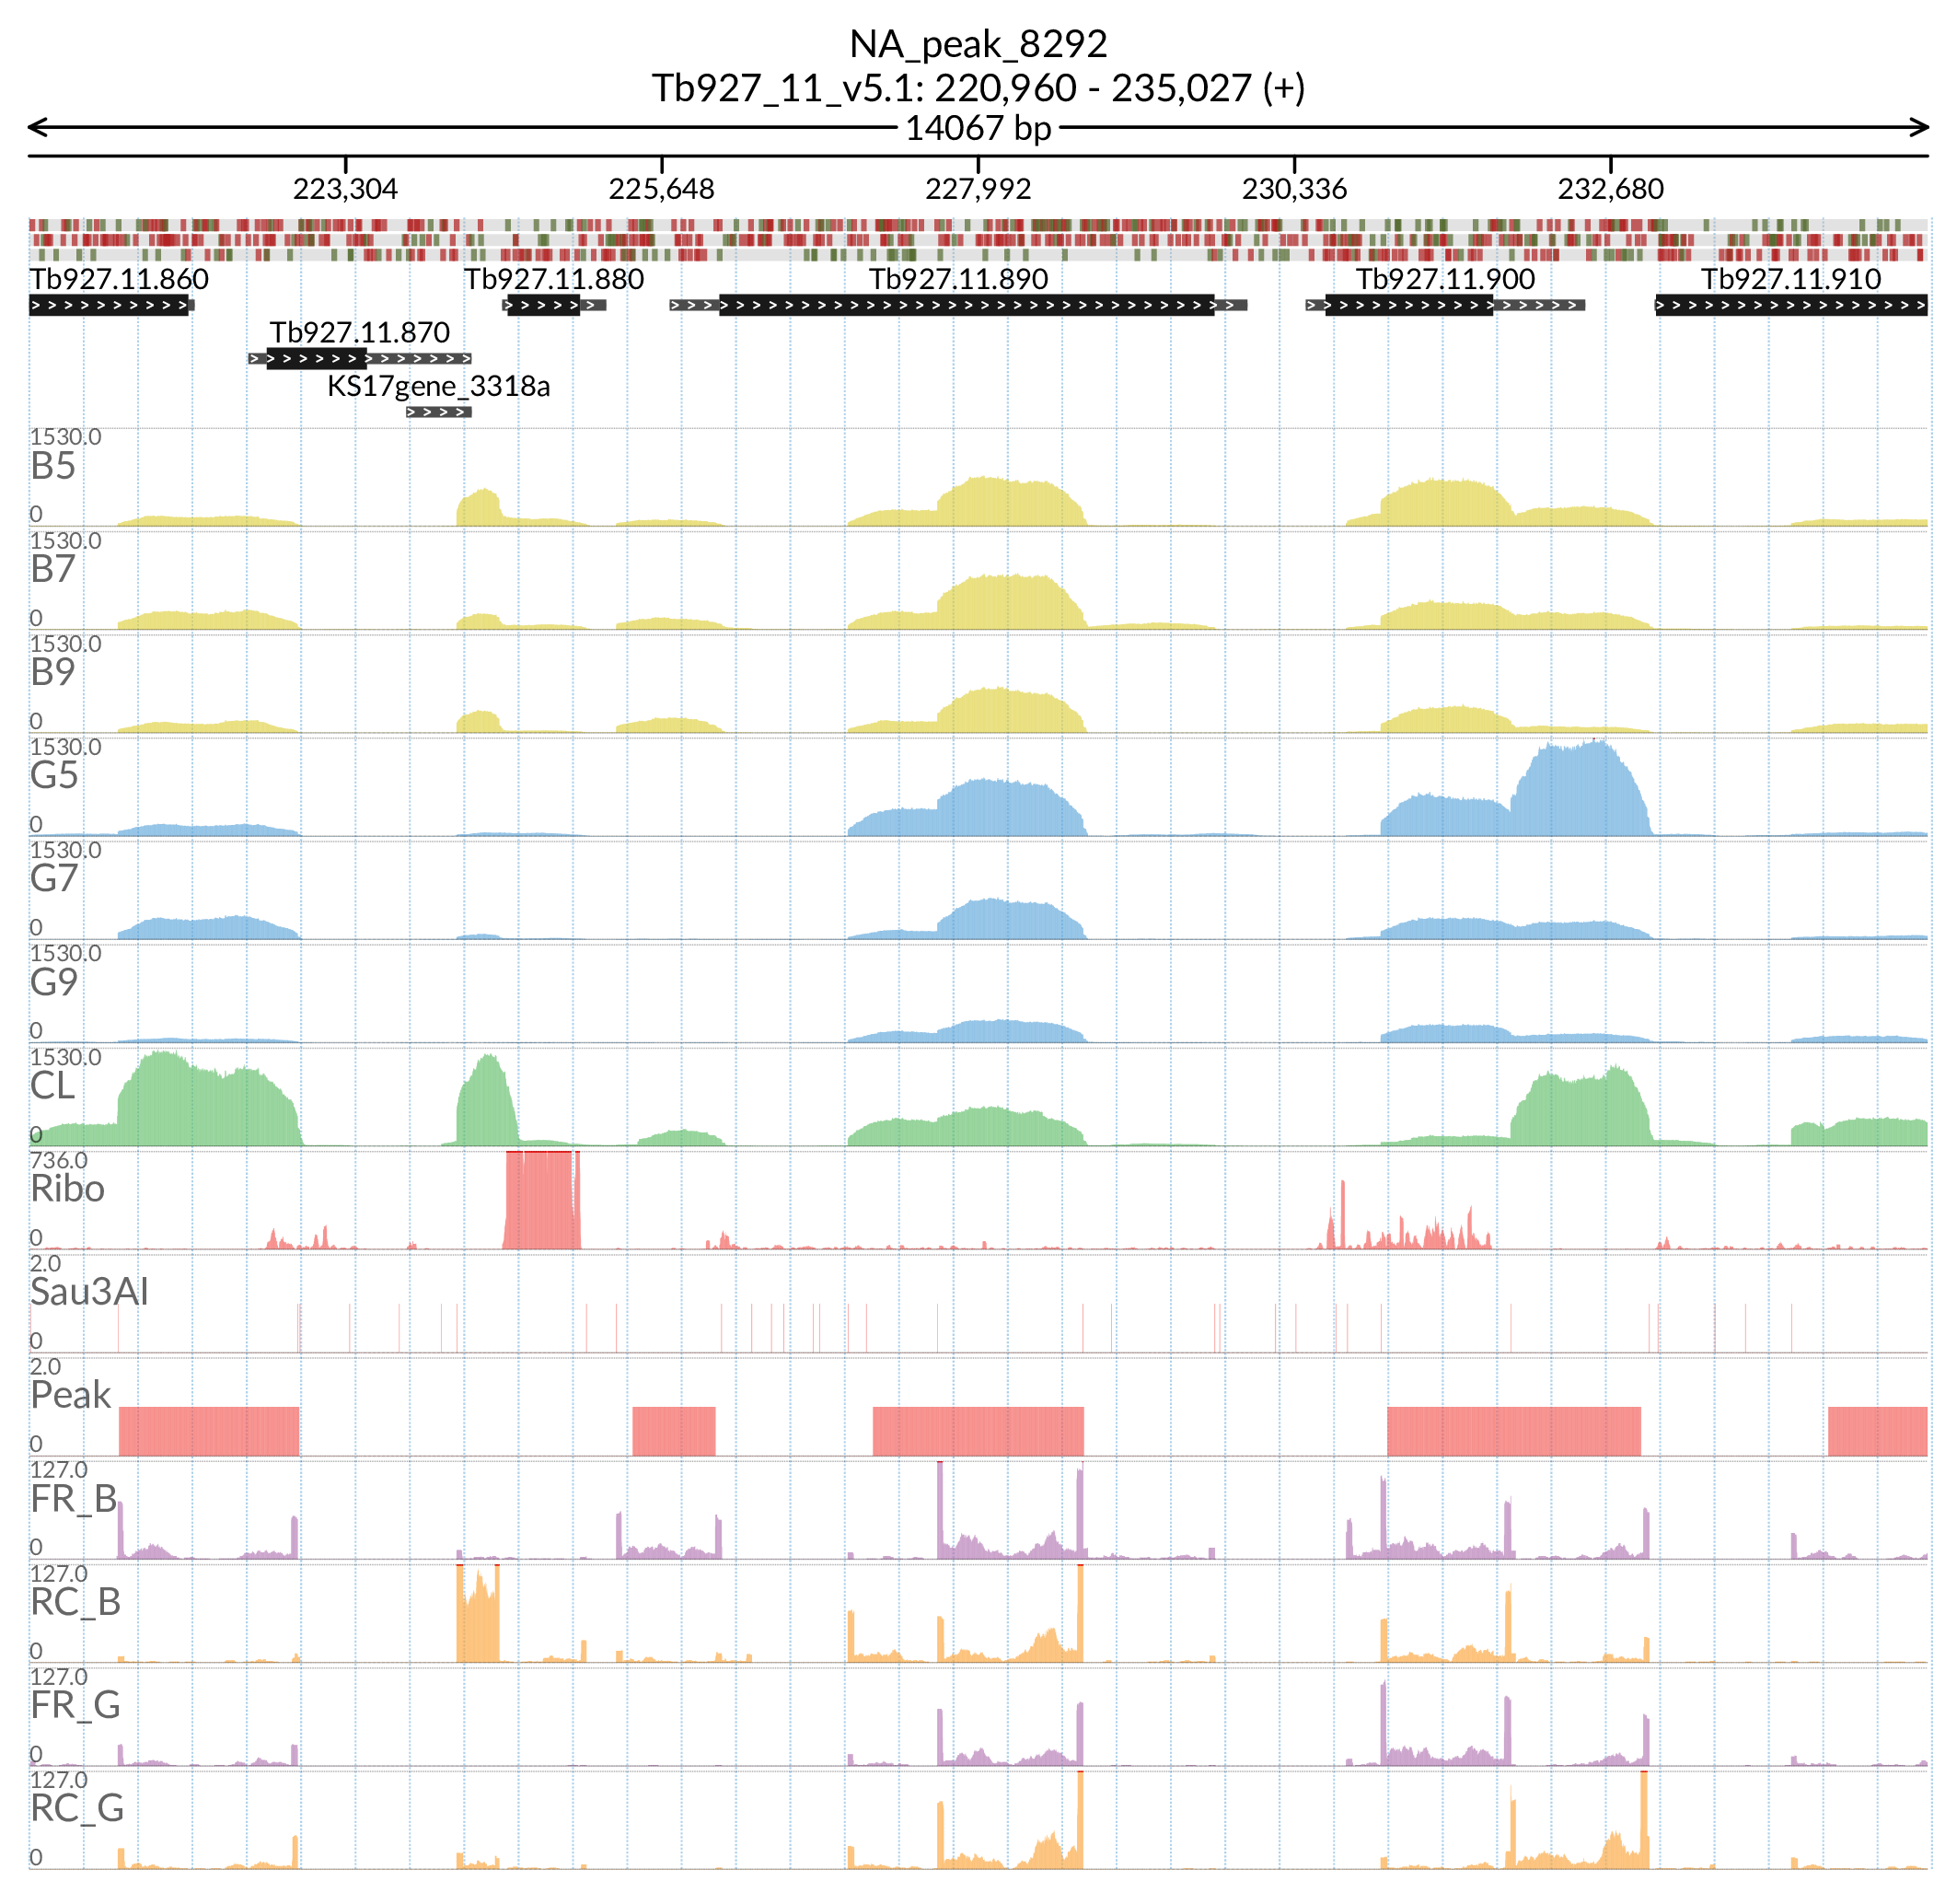 NA_peak_8292
Tb927_11_v5.1: 220,960 - 235,027 (+)
14067 bp
223,304 225,648 227,992 230,336 232,680
Tb927.11.860 Tb927.11.880 Tb927.11.890 Tb927.11.900 Tb927.11.910
Tb927.11.870
KS17gene_3318a
1530.0
B5
0
1530.0
B7
0
1530.0
B9
0
1530.0
G5
0
1530.0
G7
0
1530.0
G9
0
1530.0
CL
0
736.0
Ribo
0
2.0
Sau3AI
0
2.0
Peak
0
127.0
FR_B
0
127.0
RC_B
0
127.0
FR_G
0
127.0
RC_G
0